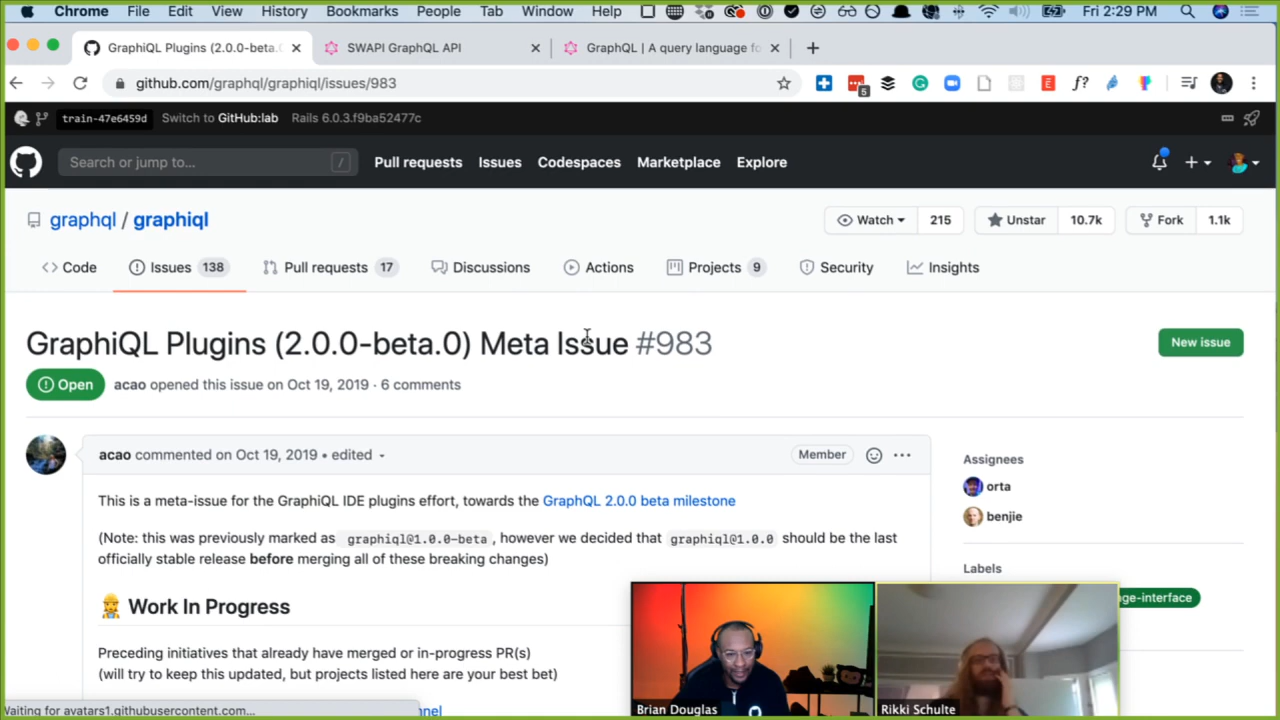 Chrome File Edit View History Bookmarks People Tab Window Help Fri 2:29 PM
GraphiQL Plugins (2.0.0-beta. SWAPI GraphQL API GraphQL | A query language fo
github.com/graphql/graphiql/issues/983
5
f?
train-47e6459d Switch to GitHub:lab Rails 6.0.3.f9ba52477c
Search or jump to... / Pull requests Issues Codespaces Marketplace Explore
graphql / graphiql Watch 215 Unstar 10.7k Fork 1.1k
Code Issues 138 Pull requests 17 Discussions Actions Projects 9 Security Insights
GraphiQL Plugins (2.0.0-beta.0) Meta Issue #983 New issue
Open acao opened this issue on Oct 19, 2019 · 6 comments
acao commented on Oct 19, 2019 • edited Member
This is a meta-issue for the GraphiQL IDE plugins effort, towards the GraphQL 2.0.0 beta milestone
(Note: this was previously marked as graphiql@1.0.0-beta, however we decided that graphiql@1.0.0 should be the last
officially stable release before merging all of these breaking changes)
Work In Progress
Preceding initiatives that already have merged or in-progress PR(s)
(will try to keep this updated, but projects listed here are your best bet)
nnel
Assignees
orta
benjie
Labels
ge-interface
Brian Douglas
Rikki Schulte
Waiting for avatars1.githubusercontent.com...